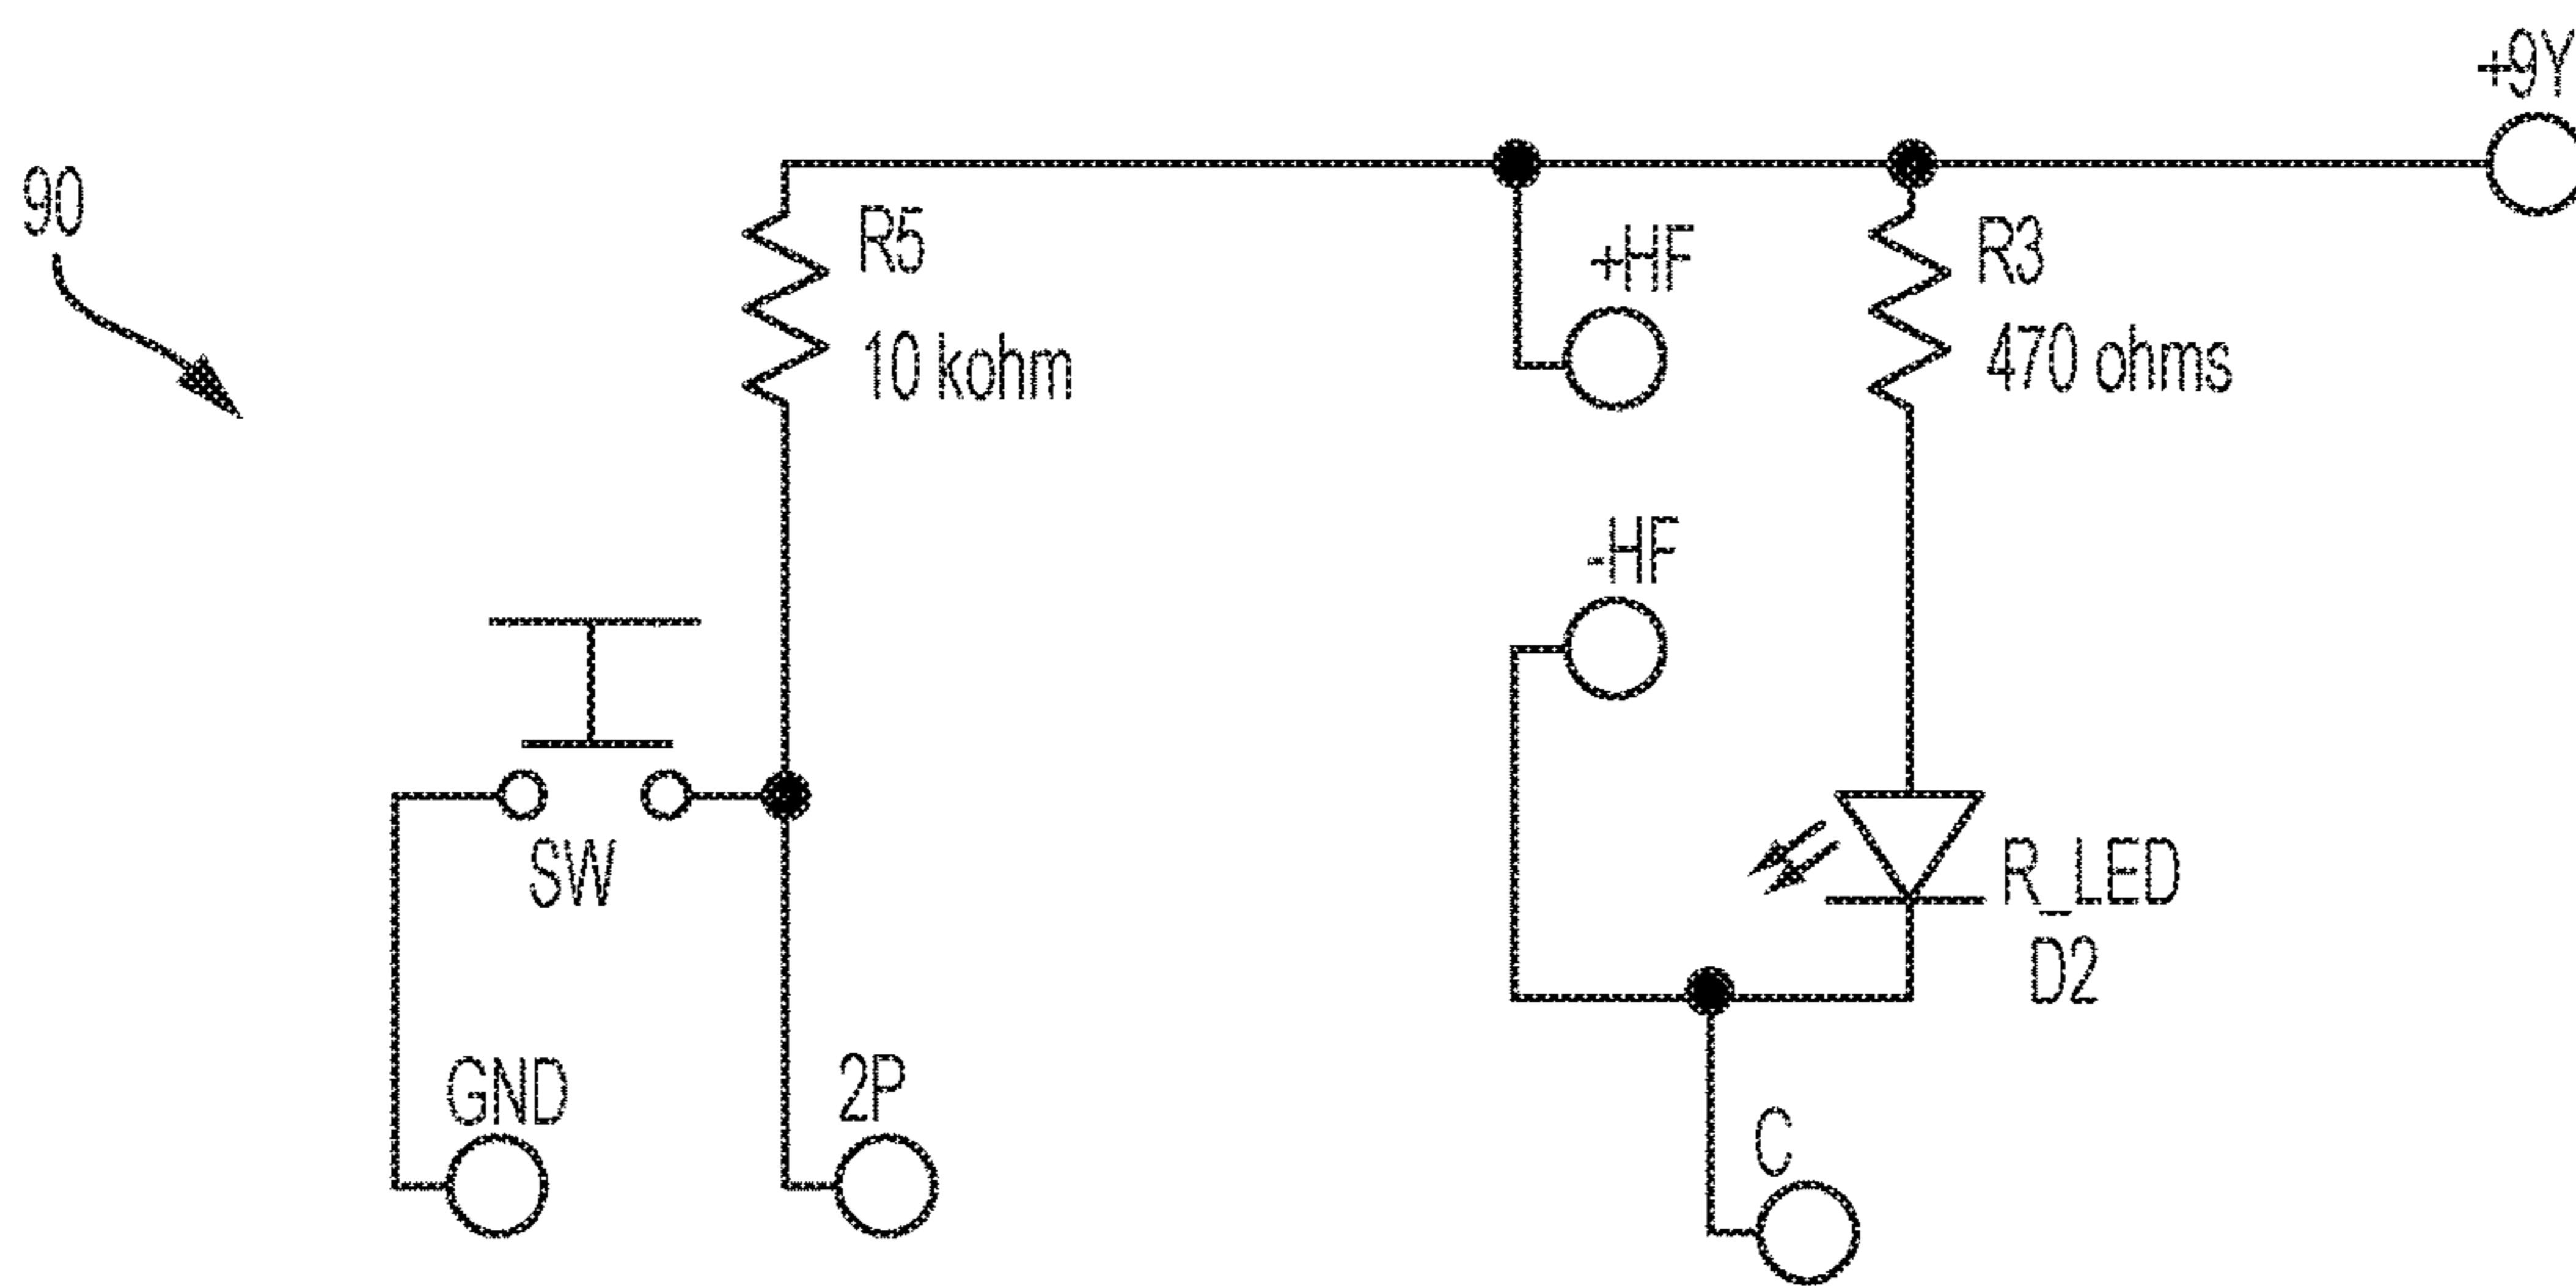 +9Y
90
R5
10 kohm
+HF
R3
470 ohms
-HF
SW
R_LED
D2
GND
2P
C